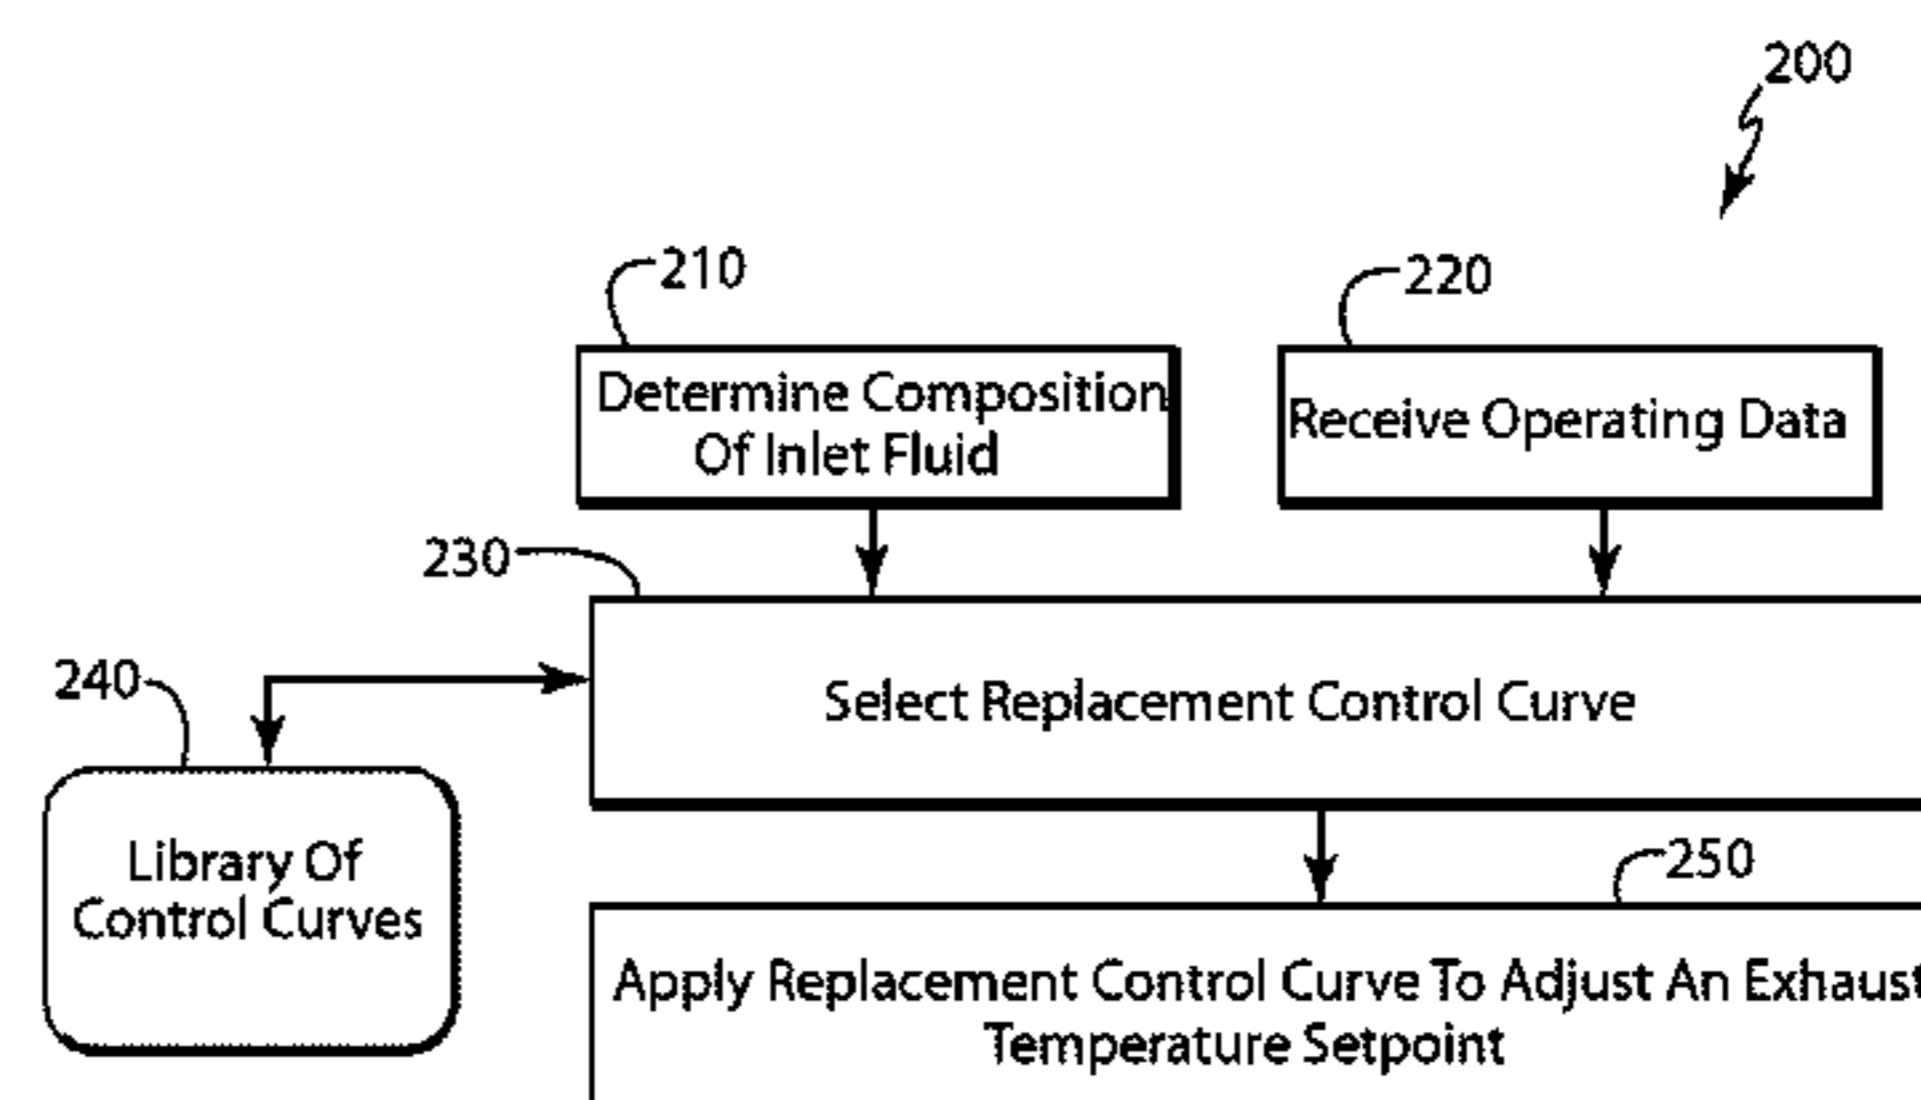 200
210
220
Determine Composition
Of Inlet Fluid
Receive Operating Data
230
Select Replacement Control Curve
240
Library Of
Control Curves
250
Apply Replacement Control Curve To Adjust An Exhaust
Temperature Setpoint